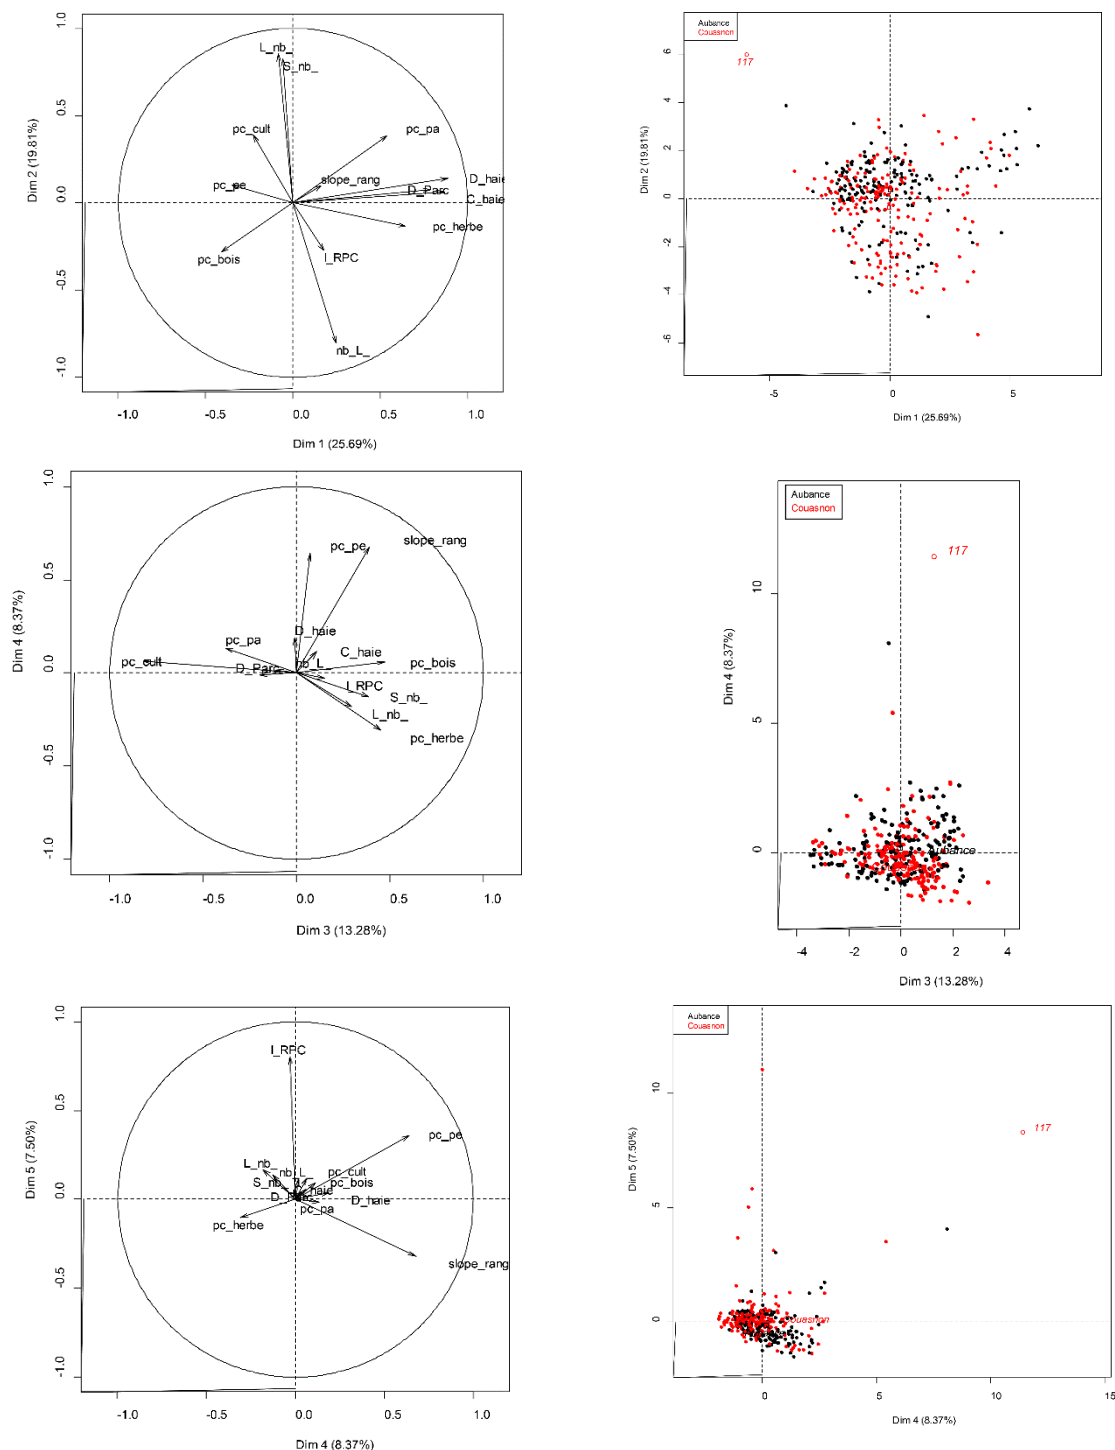 1.0
0.5
0.0
-0.5
-1.0
Dim 2 (19.81%)
L_nb_
S_nb_
pc_cult
pc_pa
pc_pe
slope_rang
D_haie
D_Parc
C_haie
pc_herbe
pc_bois
I_RPC
nb_L_
-1.0 -0.5 0.0 0.5 1.0
Dim 1 (25.69%)
Aubance
Couasnon
117
6
4
2
0
-2
-4
-6
Dim 2 (19.81%)
-5 0 5
Dim 1 (25.69%)
1.0
0.5
0.0
-0.5
-1.0
Dim 4 (8.37%)
slope_rang
pc_pe
D_haie
pc_pa
C_haie
pc_cult
D_Parc
nb_L_
pc_bois
I_RPC
S_nb_
L_nb_
pc_herbe
-1.0 -0.5 0.0 0.5 1.0
Dim 3 (13.28%)
Aubance
Couasnon
117
10
5
0
Dim 4 (8.37%)
Aubance
-4 -2 0 2 4
Dim 3 (13.28%)
1.0
0.5
0.0
-0.5
-1.0
Dim 5 (7.50%)
I_RPC
pc_pe
L_nb_
nb_L_
pc_cult
S_nb_
pc_bois
D_haie
pc_pa
pc_herbe
slope_rang
-1.0 -0.5 0.0 0.5 1.0
Dim 4 (8.37%)
Aubance
Couasnon
117
10
5
0
Dim 5 (7.50%)
Couasnon
0 5 10 15
Dim 4 (8.37%)